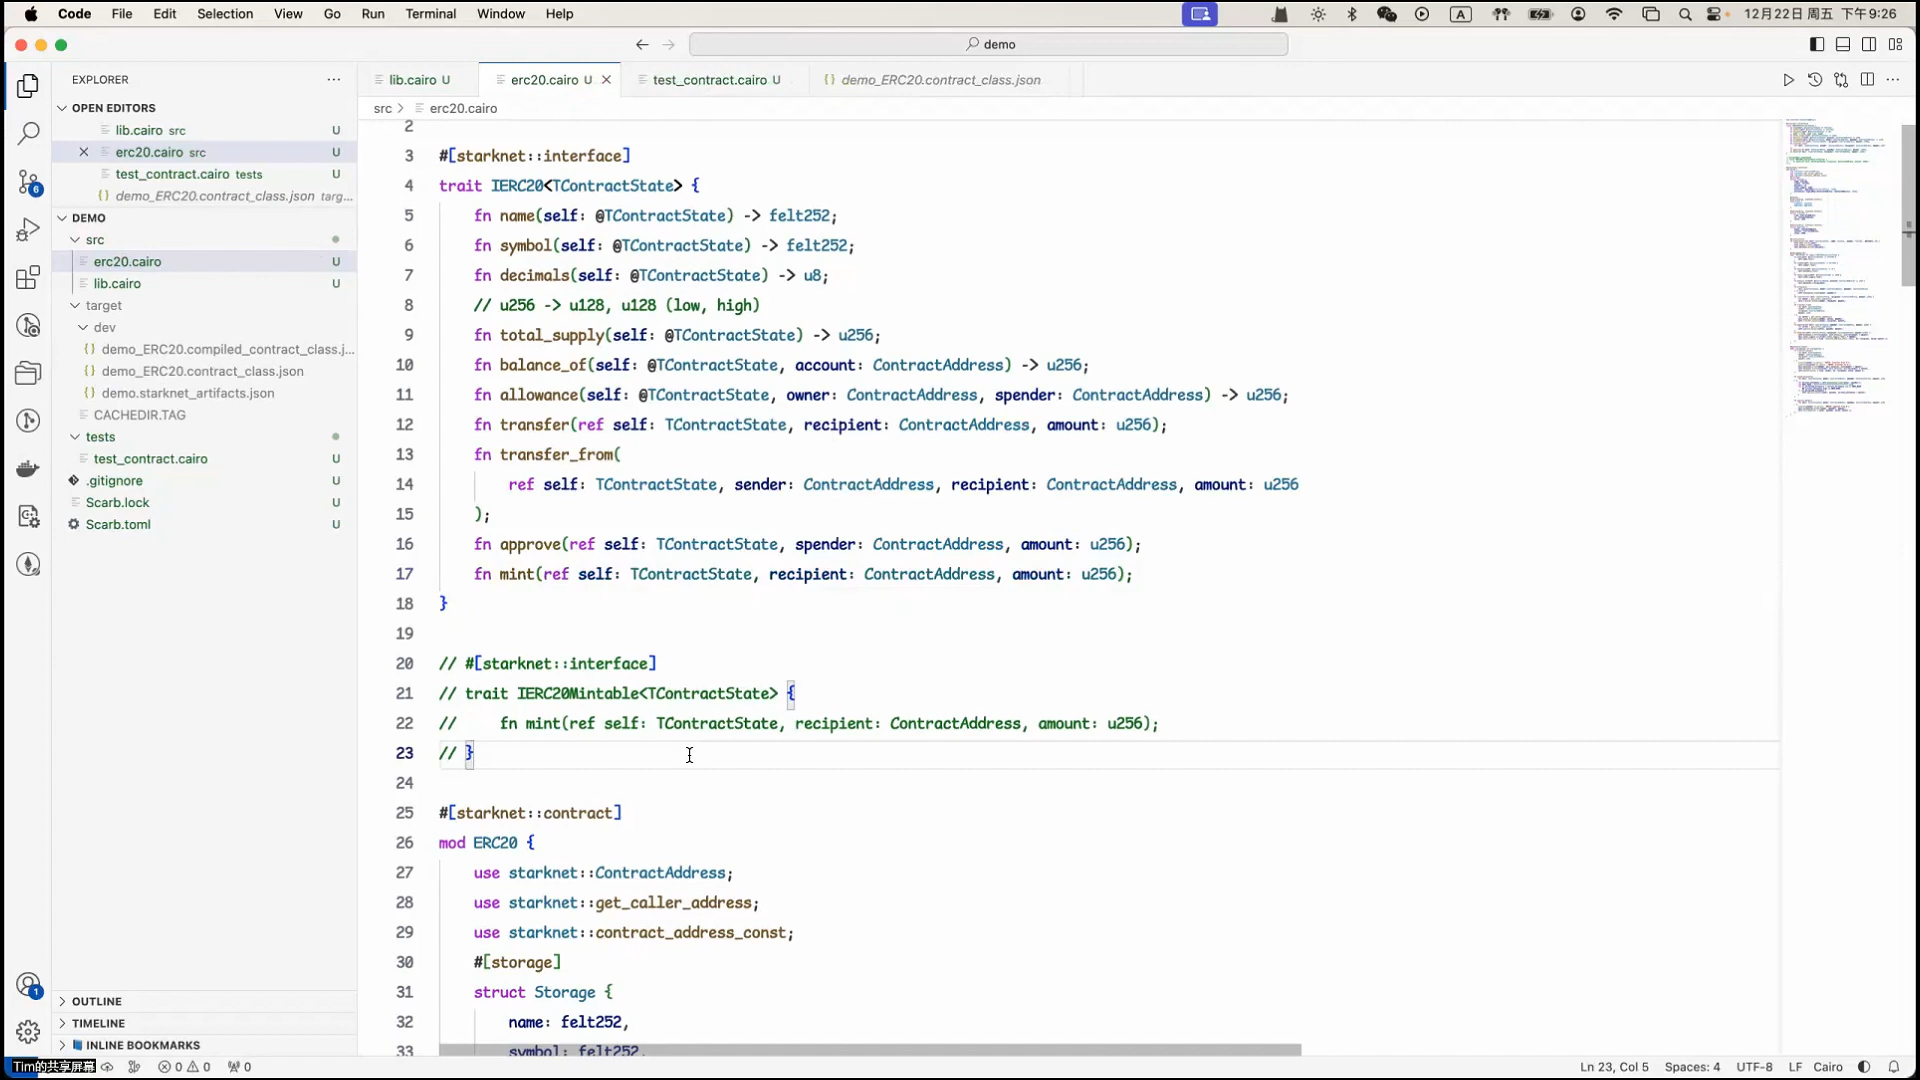 Code File Edit Selection View Go Run Terminal Window Help
A 12月22日 周五 下午9:26
demo
EXPLORER
lib.cairo U
erc20.cairo U
test_contract.cairo U
{} demo_ERC20.contract_class.json
OPEN EDITORS
src > erc20.cairo
lib.cairo src U
erc20.cairo src U
test_contract.cairo tests U
{} demo_ERC20.contract_class.json targ...
DEMO
src
erc20.cairo U
lib.cairo U
target
dev
{} demo_ERC20.compiled_contract_class.j...
{} demo_ERC20.contract_class.json
{} demo.starknet_artifacts.json
CACHEDIR.TAG
tests
test_contract.cairo U
.gitignore U
Scarb.lock U
Scarb.toml U
6
1
OUTLINE
TIMELINE
INLINE BOOKMARKS
2
3 #[starknet::interface]
4 trait IERC20<TContractState> {
5 fn name(self: @TContractState) -> felt252;
6 fn symbol(self: @TContractState) -> felt252;
7 fn decimals(self: @TContractState) -> u8;
8 // u256 -> u128, u128 (low, high)
9 fn total_supply(self: @TContractState) -> u256;
10 fn balance_of(self: @TContractState, account: ContractAddress) -> u256;
11 fn allowance(self: @TContractState, owner: ContractAddress, spender: ContractAddress) -> u256;
12 fn transfer(ref self: TContractState, recipient: ContractAddress, amount: u256);
13 fn transfer_from(
14 ref self: TContractState, sender: ContractAddress, recipient: ContractAddress, amount: u256
15 );
16 fn approve(ref self: TContractState, spender: ContractAddress, amount: u256);
17 fn mint(ref self: TContractState, recipient: ContractAddress, amount: u256);
18 }
19
20 // #[starknet::interface]
21 // trait IERC20Mintable<TContractState> {
22 // fn mint(ref self: TContractState, recipient: ContractAddress, amount: u256);
23 // }
24
25 #[starknet::contract]
26 mod ERC20 {
27 use starknet::ContractAddress;
28 use starknet::get_caller_address;
29 use starknet::contract_address_const;
30 #[storage]
31 struct Storage {
32 name: felt252,
33 symbol: felt252,
Tim的共享屏幕 0 0 0
Ln 23, Col 5 Spaces: 4 UTF-8 LF Cairo